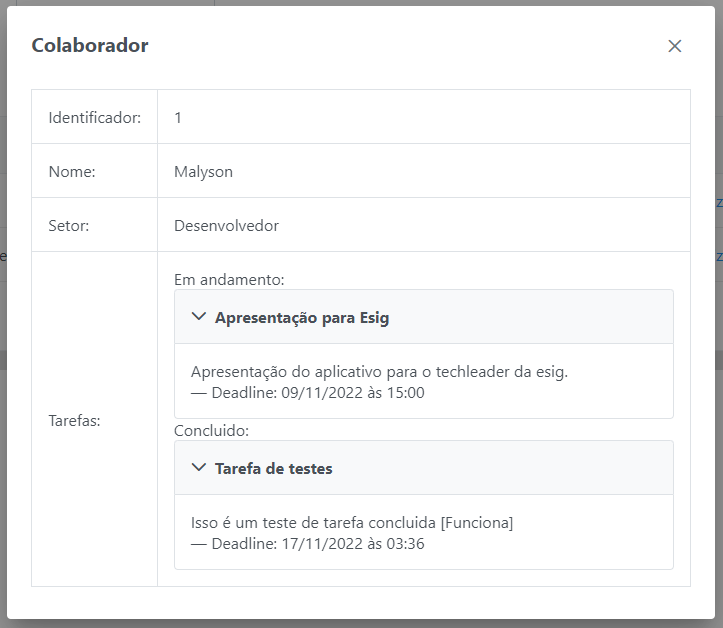 Colaborador
Identificador: 1
Nome: Malyson
Setor: Desenvolvedor
Tarefas:
Em andamento:
Apresentação para Esig
Apresentação do aplicativo para o techleader da esig.
— Deadline: 09/11/2022 às 15:00
Concluido:
Tarefa de testes
Isso é um teste de tarefa concluida [Funciona]
— Deadline: 17/11/2022 às 03:36